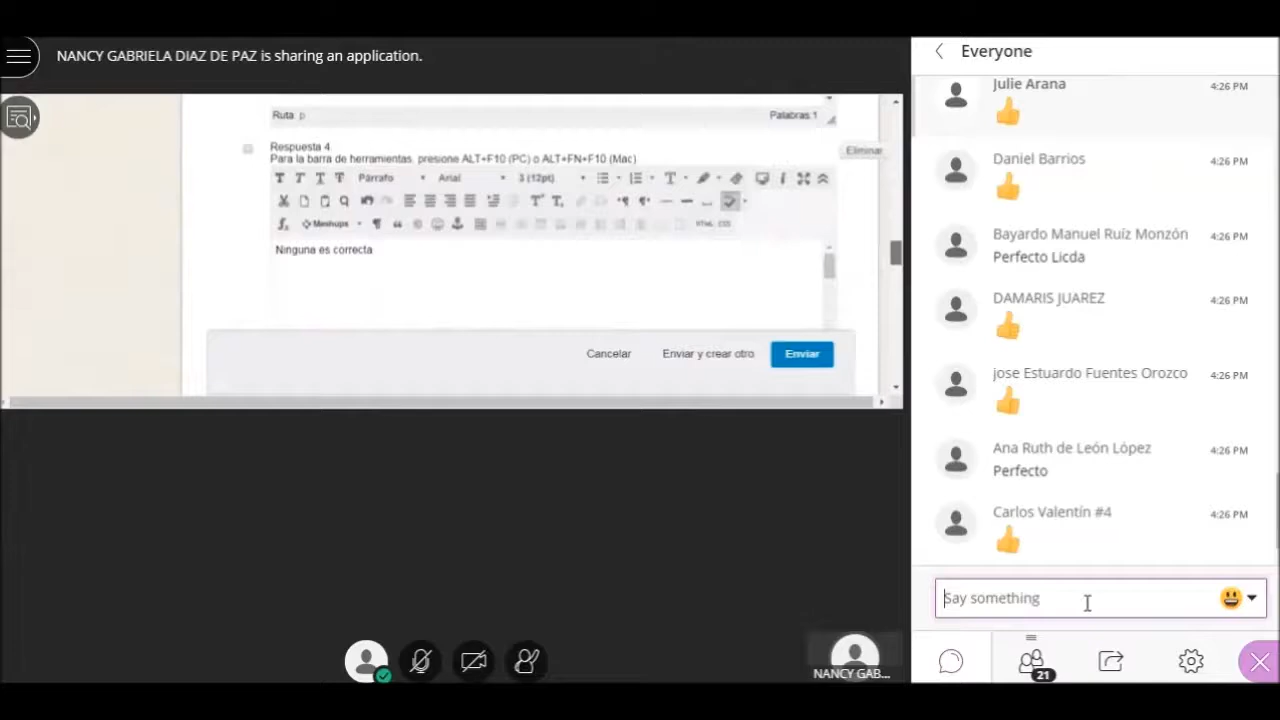 NANCY GABRIELA DIAZ DE PAZ is sharing an application.
Ruta: p
Palabras:1
Respuesta 4
Eliminar
Para la barra de herramientas, presione ALT+F10 (PC) o ALT+FN+F10 (Mac)
T T T T Párrafo Arial 3 (12pt)
Meshups
HTML CSS
Ninguna es correcta
Cancelar
Enviar y crear otro
Enviar
NANCY GAB...
Everyone
Julie Arana 4:26 PM
Daniel Barrios 4:26 PM
Bayardo Manuel Ruíz Monzón 4:26 PM
Perfecto Licda
DAMARIS JUAREZ 4:26 PM
jose Estuardo Fuentes Orozco 4:26 PM
Ana Ruth de León López 4:26 PM
Perfecto
Carlos Valentín #4 4:26 PM
Say something
21